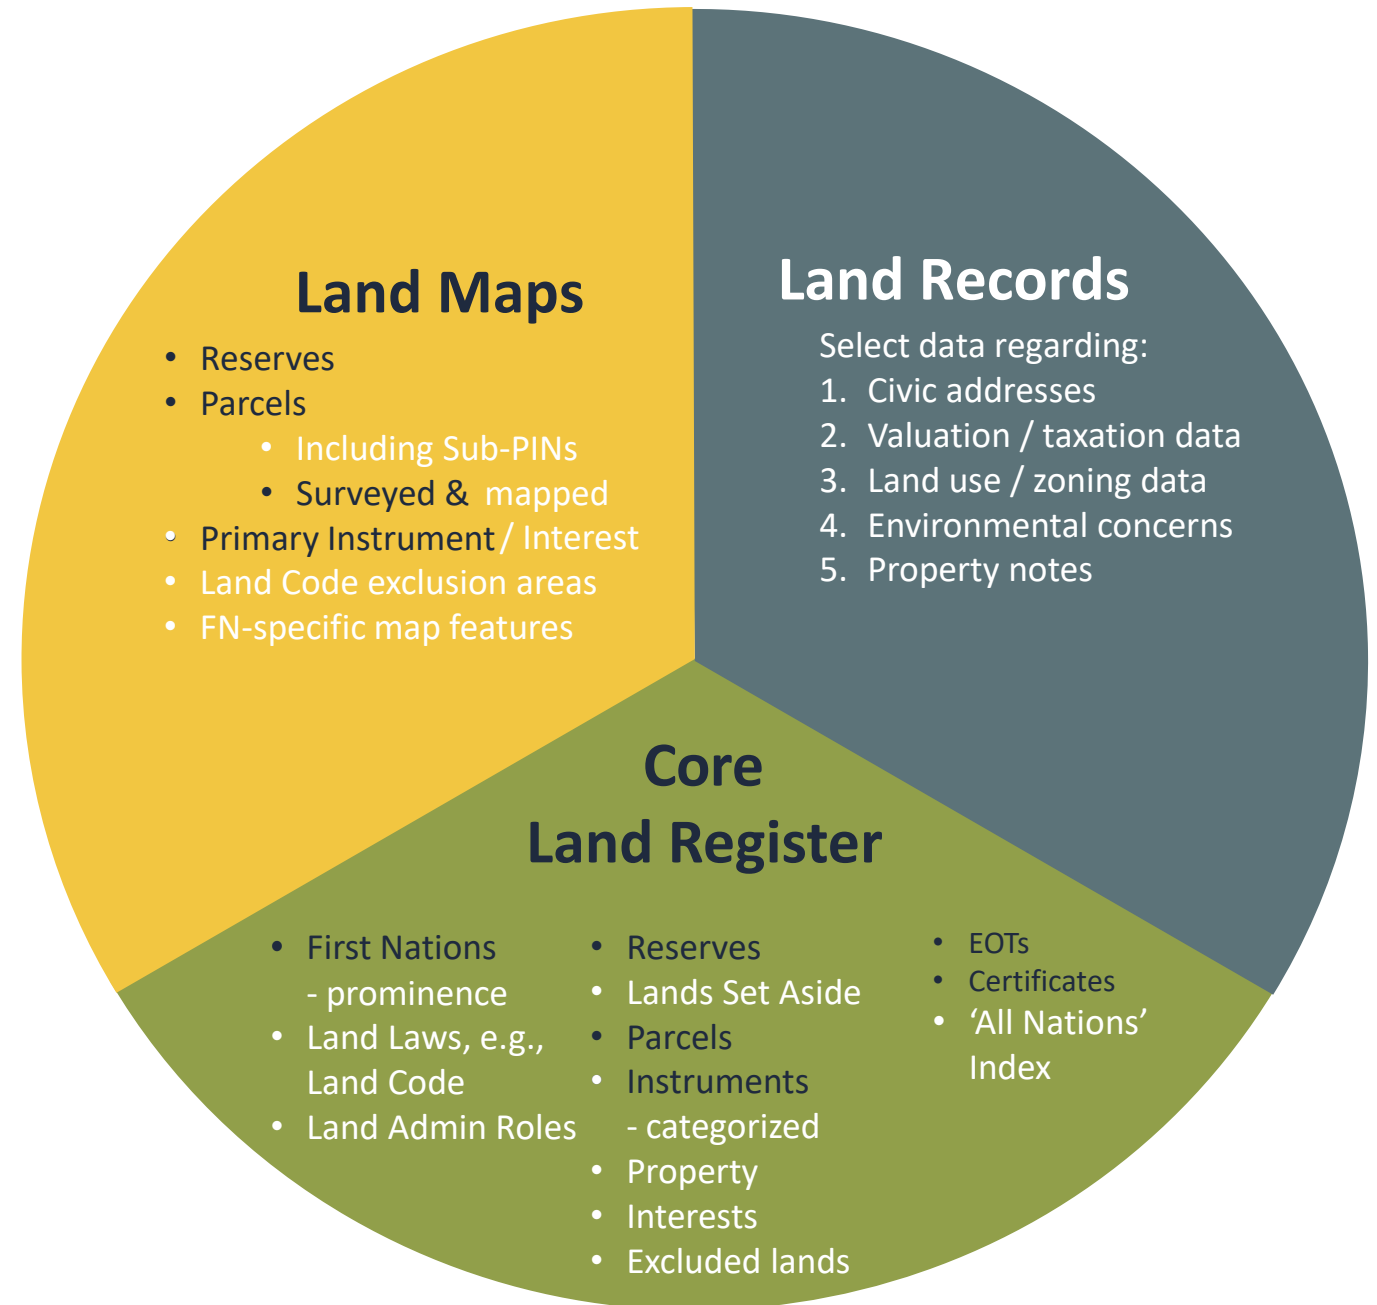 Land Maps
• Reserves
• Parcels
• Including Sub-PINs
• Surveyed & mapped
• Primary Instrument / Interest
• Land Code exclusion areas
• FN-specific map features
Land Records
Select data regarding:
1. Civic addresses
2. Valuation / taxation data
3. Land use / zoning data
4. Environmental concerns
5. Property notes
Core
Land Register
• First Nations
- prominence
• Land Laws, e.g.,
Land Code
• Land Admin Roles
• Reserves
• Lands Set Aside
• Parcels
• Instruments
- categorized
• Property
• Interests
• Excluded lands
• EOTs
• Certificates
• ‘All Nations’
Index